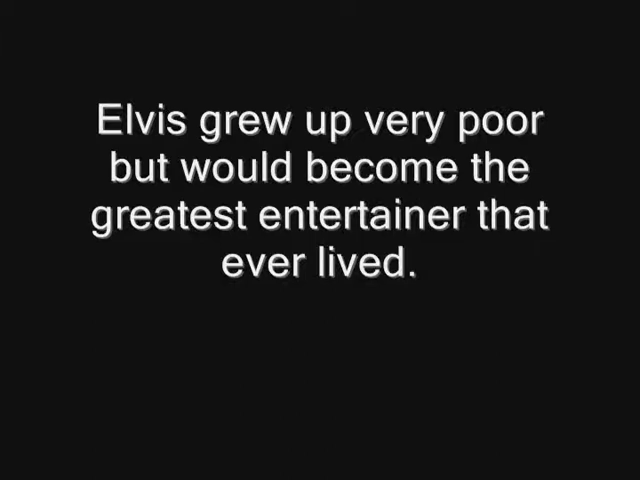 Elvis grew up very poor
but would become the
greatest entertainer that
ever lived.